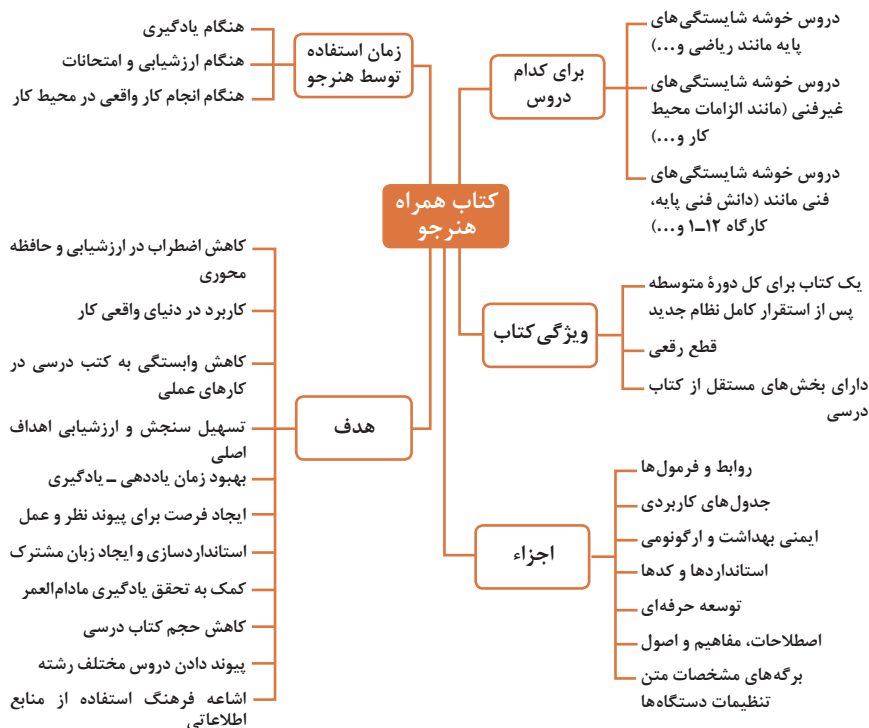 کتاب همراه
هنرجو
برای کدام
دروس
دروس خوشه شایستگی‌های
پایه مانند ریاضی و...)
دروس خوشه شایستگی‌های
غیرفنی (مانند الزامات محیط
کار و...)
دروس خوشه شایستگی‌های
فنی مانند (دانش فنی پایه،
کارگاه ۱۲ــ۱ و...)
ویژگی کتاب
یک کتاب برای کل دورهٔ متوسطه
پس از استقرار کامل نظام جدید
قطع رقعی
دارای بخش‌های مستقل از کتاب
درسی
اجزاء
روابط و فرمول‌ها
جدول‌های کاربردی
ایمنی بهداشت و ارگونومی
استانداردها و کدها
توسعه حرفه‌ای
اصطلاحات، مفاهیم و اصول
برگه‌های مشخصات متن
تنظیمات دستگاه‌ها
زمان استفاده
توسط هنرجو
هنگام یادگیری
هنگام ارزشیابی و امتحانات
هنگام انجام کار واقعی در محیط کار
هدف
کاهش اضطراب در ارزشیابی و حافظه
محوری
کاربرد در دنیای واقعی کار
کاهش وابستگی به کتب درسی در
کارهای عملی
تسهیل سنجش و ارزشیابی اهداف
اصلی
بهبود زمان یاددهی ــ یادگیری
ایجاد فرصت برای پیوند نظر و عمل
استانداردسازی و ایجاد زبان مشترک
کمک به تحقق یادگیری مادام‌العمر
کاهش حجم کتاب درسی
پیوند دادن دروس مختلف رشته
اشاعه فرهنگ استفاده از منابع
اطلاعاتی